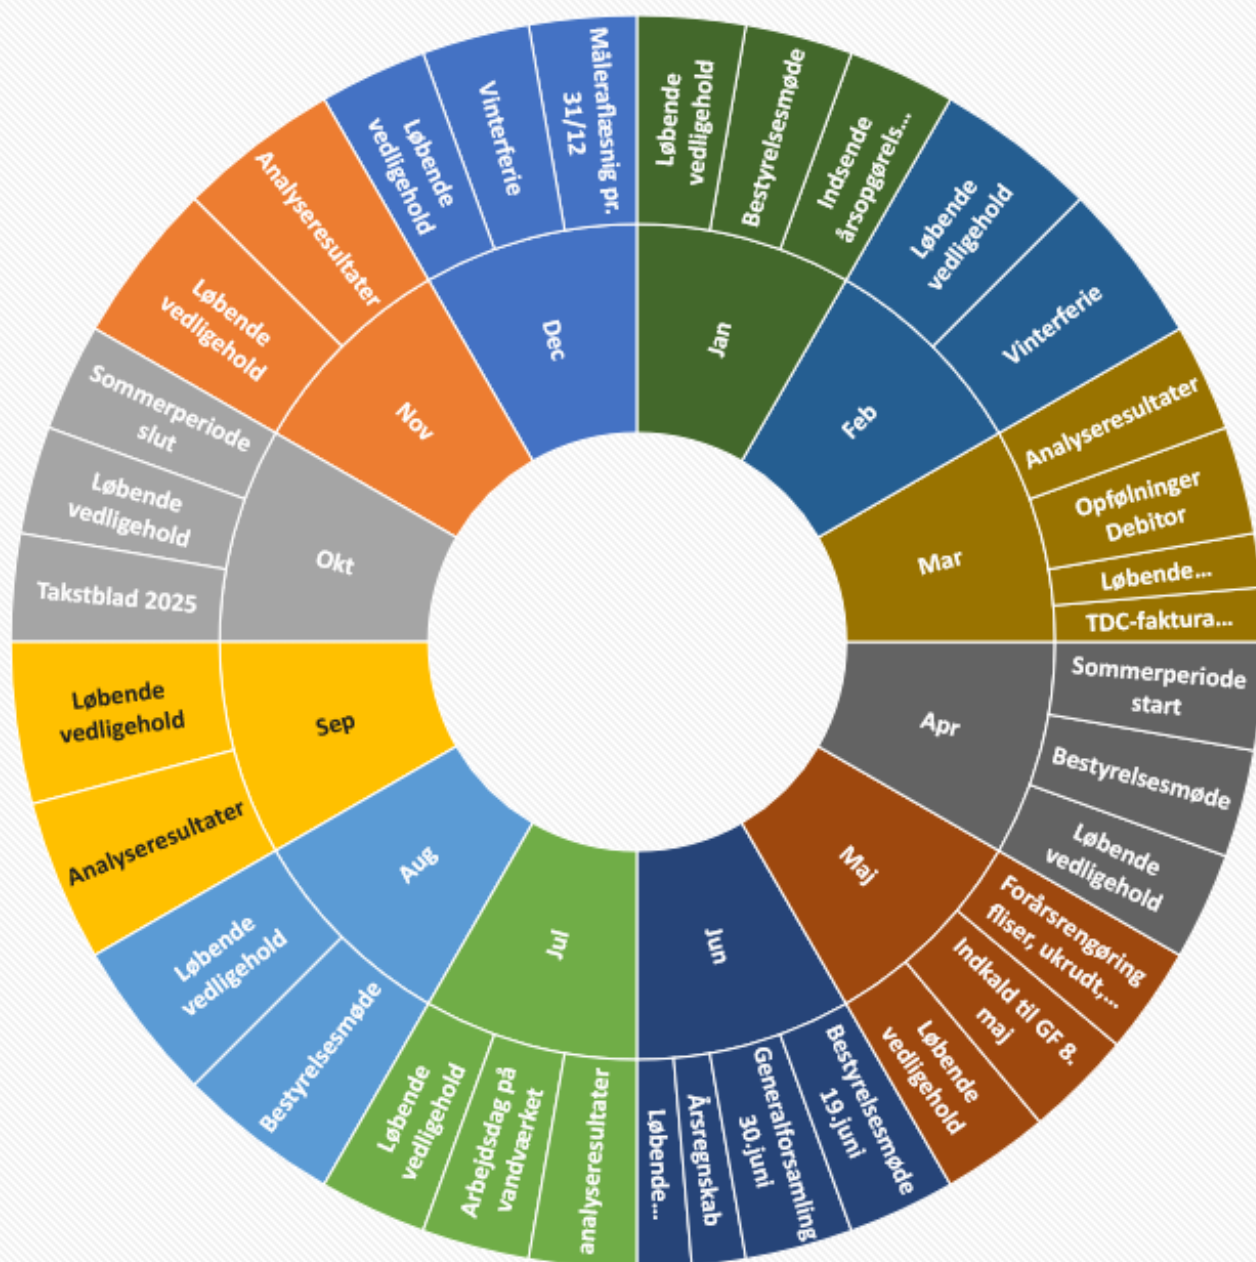 Jan
Løbende
vedligehold
Bestyrelsesmøde
Indsende
årsopgørels...
Feb
Løbende
vedligehold
Vinterferie
Mar
Analyseresultater
Opfølninger
Debitor
Løbende...
TDC-faktura...
Apr
Sommerperiode
start
Bestyrelsesmøde
Løbende
vedligehold
Maj
Forårsrengøring
fliser, ukrudt,...
Indkald til GF 8.
maj
Løbende
vedligehold
Jun
Bestyrelsesmøde
19.juni
Generalforsamling
30.juni
Årsregnskab
Løbende...
Jul
analyseresultater
Arbejdsdag på
vandværket
Løbende
vedligehold
Aug
Bestyrelsesmøde
Løbende
vedligehold
Sep
Analyseresultater
Løbende
vedligehold
Okt
Takstblad 2025
Løbende
vedligehold
Sommerperiode
slut
Nov
Løbende
vedligehold
Analyseresultater
Dec
Løbende
vedligehold
Vinterferie
Måleraflæsnig pr.
31/12